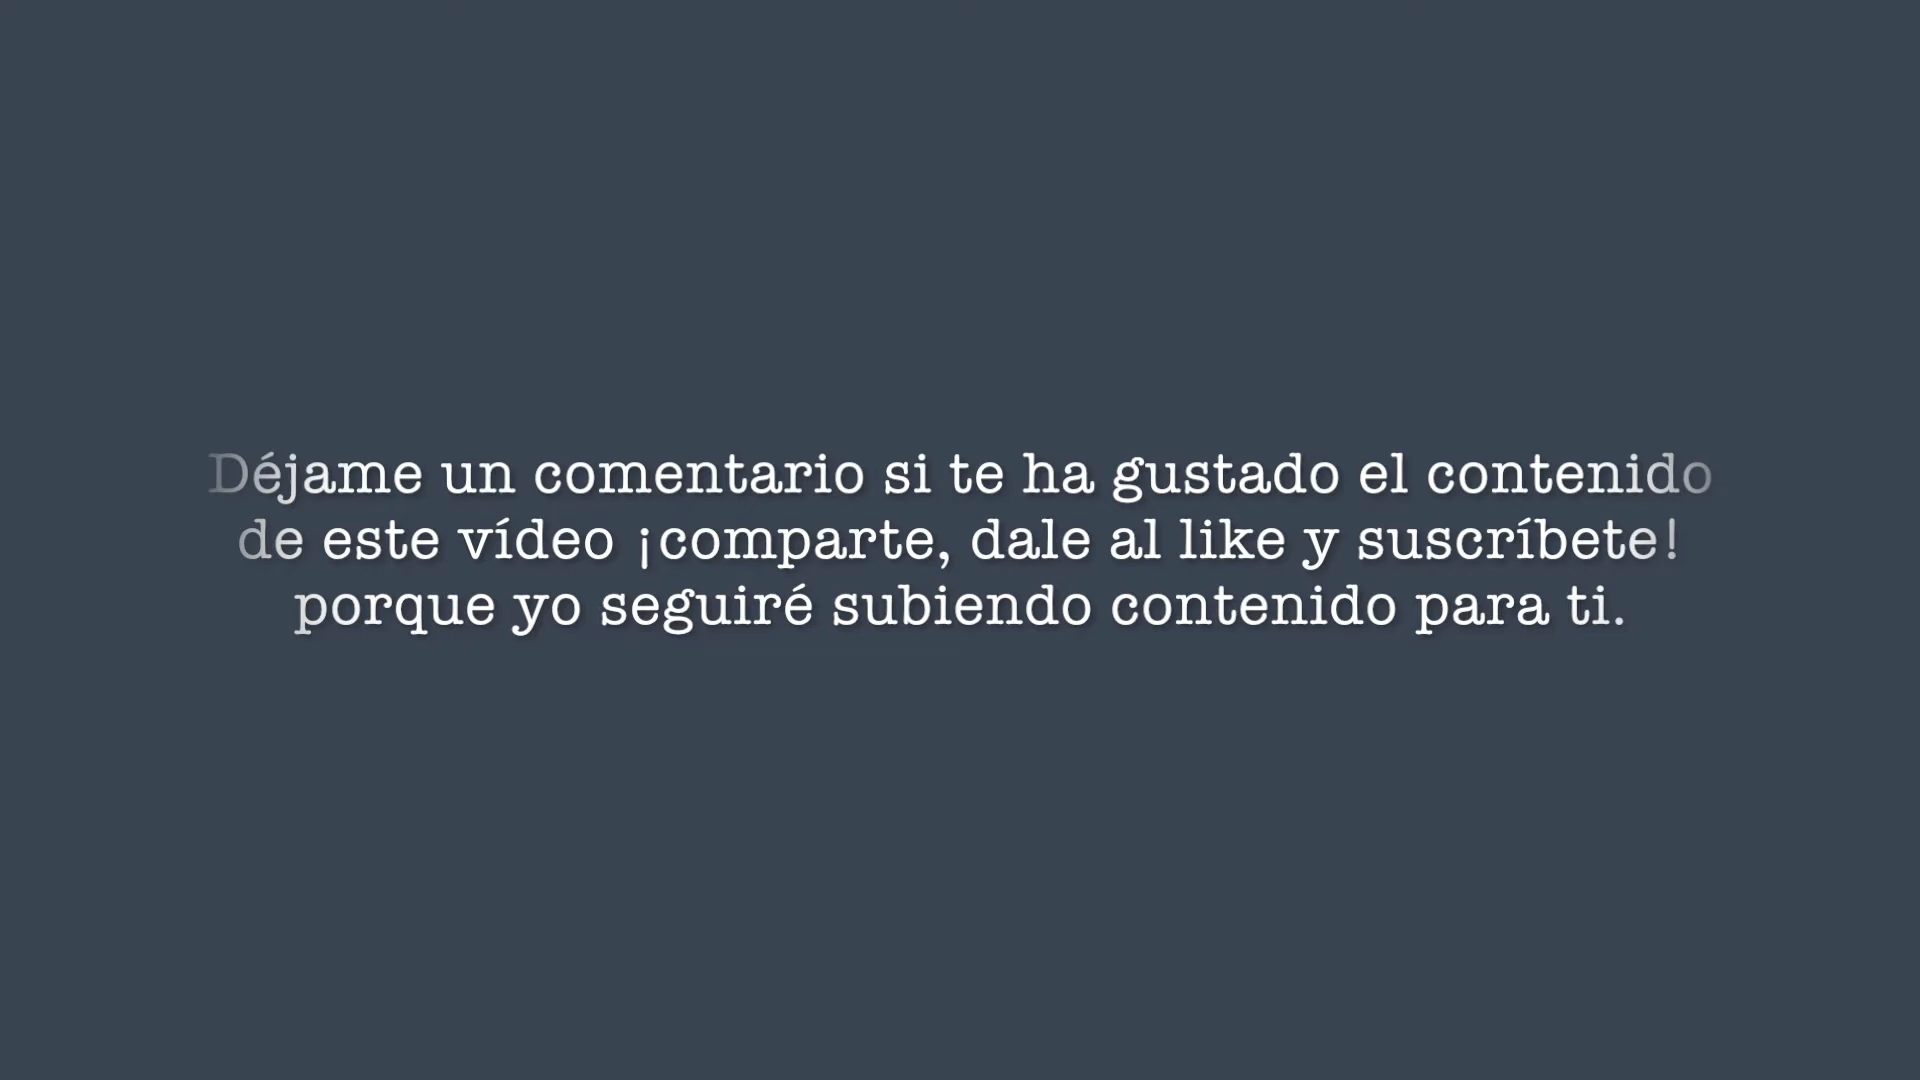 Déjame un comentario si te ha gustado el contenido
de este vídeo ¡comparte, dale al like y suscríbete!
porque yo seguiré subiendo contenido para ti.